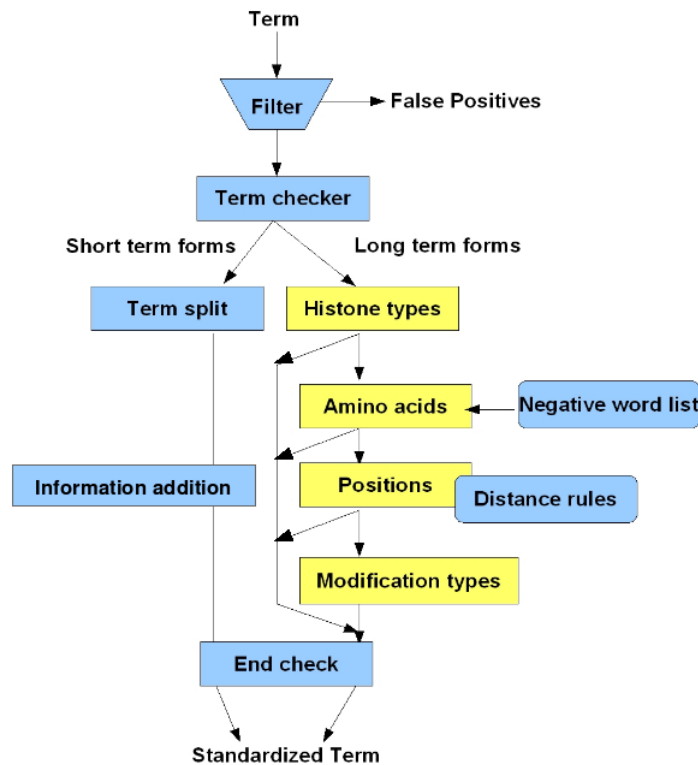 Term
Filter
False Positives
Term checker
Short term forms
Long term forms
Term split
Histone types
Amino acids
Negative word list
Information addition
Positions
Distance rules
Modification types
End check
Standardized Term